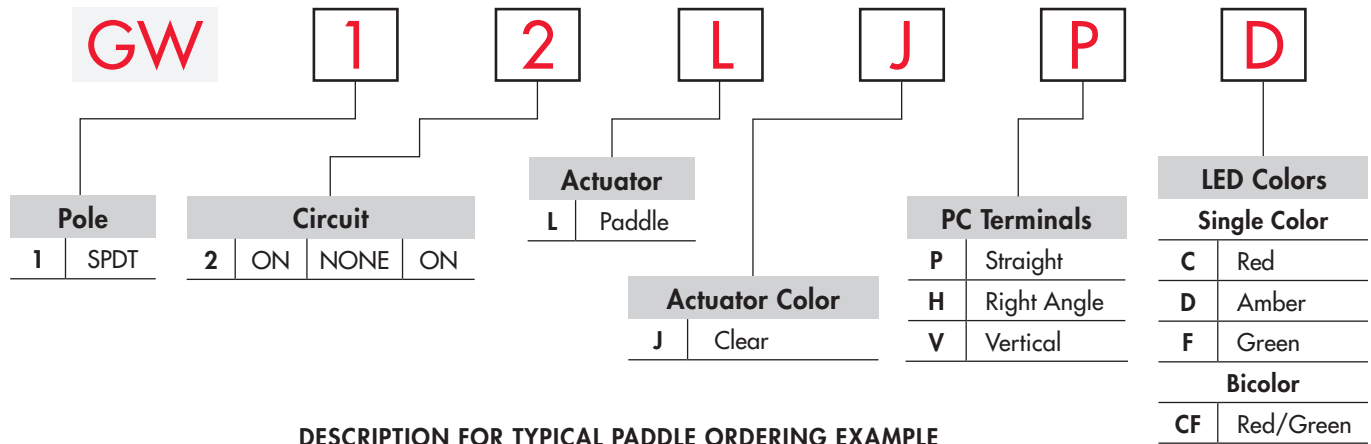 GW 1 2 L J P D
Pole
1 SPDT
Circuit
2 ON NONE ON
Actuator
L Paddle
Actuator Color
J Clear
PC Terminals
P Straight
H Right Angle
V Vertical
LED Colors
Single Color
C Red
D Amber
F Green
Bicolor
CF Red/Green
DESCRIPTION FOR TYPICAL PADDLE ORDERING EXAMPLE